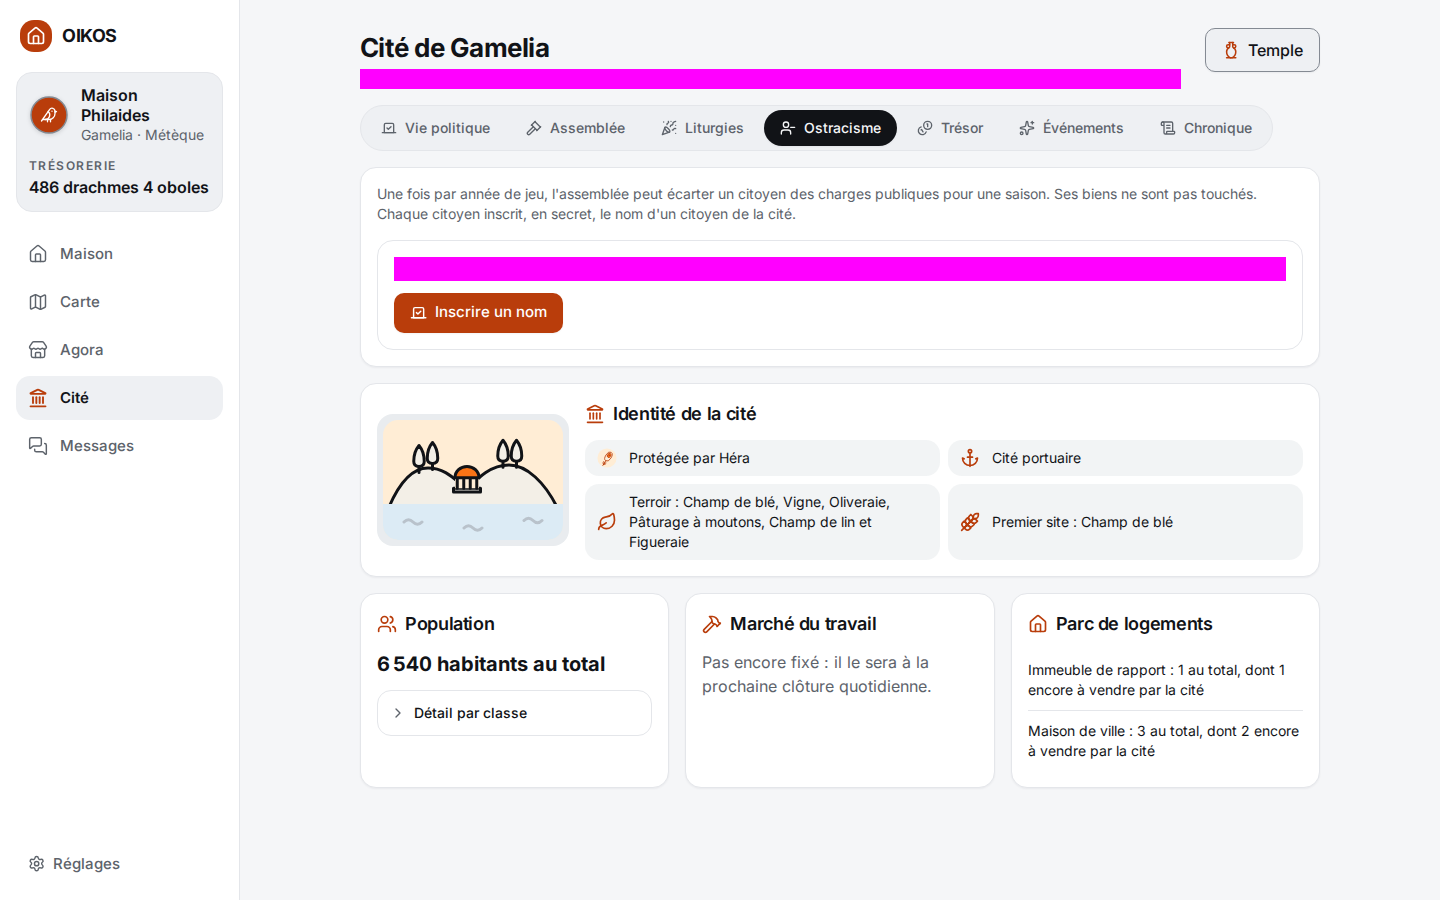 OIKOS
Maison
Philaides
Gamelia · Métèque
TRÉSORERIE
486 drachmes 4 oboles
Maison
Carte
Agora
Cité
Messages
Réglages
Cité de Gamelia
Temple
Vie politique
Assemblée
Liturgies
Ostracisme
Trésor
Événements
Chronique
Une fois par année de jeu, l'assemblée peut écarter un citoyen des charges publiques pour une saison. Ses biens ne sont pas touchés.
Chaque citoyen inscrit, en secret, le nom d'un citoyen de la cité.
Inscrire un nom
Identité de la cité
Protégée par Héra
Cité portuaire
Terroir : Champ de blé, Vigne, Oliveraie,
Pâturage à moutons, Champ de lin et
Figueraie
Premier site : Champ de blé
Population
6 540 habitants au total
Détail par classe
Marché du travail
Pas encore fixé : il le sera à la
prochaine clôture quotidienne.
Parc de logements
Immeuble de rapport : 1 au total, dont 1
encore à vendre par la cité
Maison de ville : 3 au total, dont 2 encore
à vendre par la cité